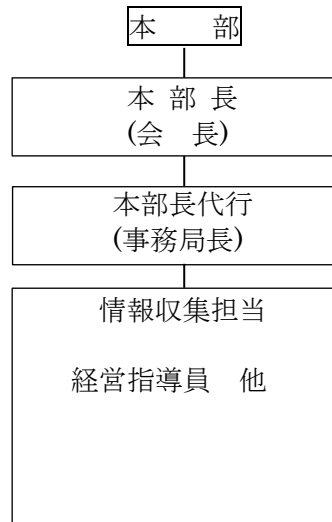 本　　部
本 部 長
(会　長)
本部長代行
(事務局長)
情報収集担当
経営指導員　他